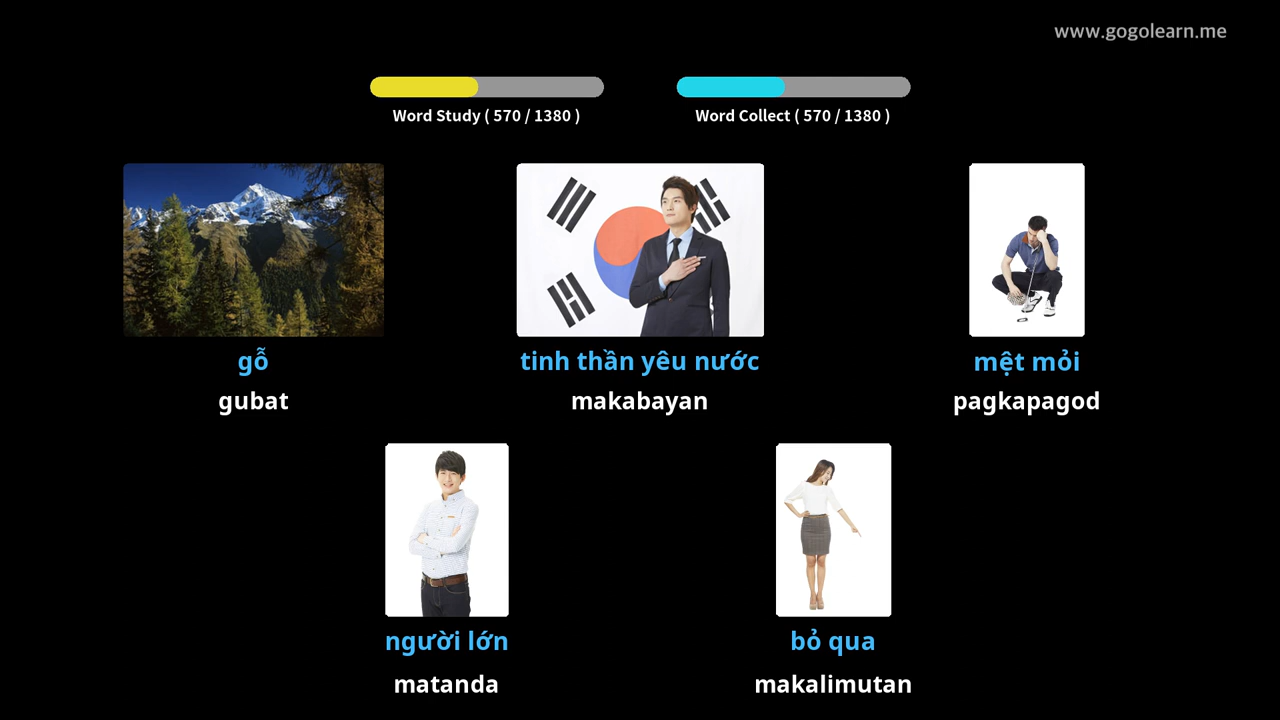 www.gogolearn.me
Word Study ( 570 / 1380 )
Word Collect ( 570 / 1380 )
gỗ
tinh thần yêu nước
mệt mỏi
gubat
makabayan
pagkapagod
người lớn
bỏ qua
matanda
makalimutan